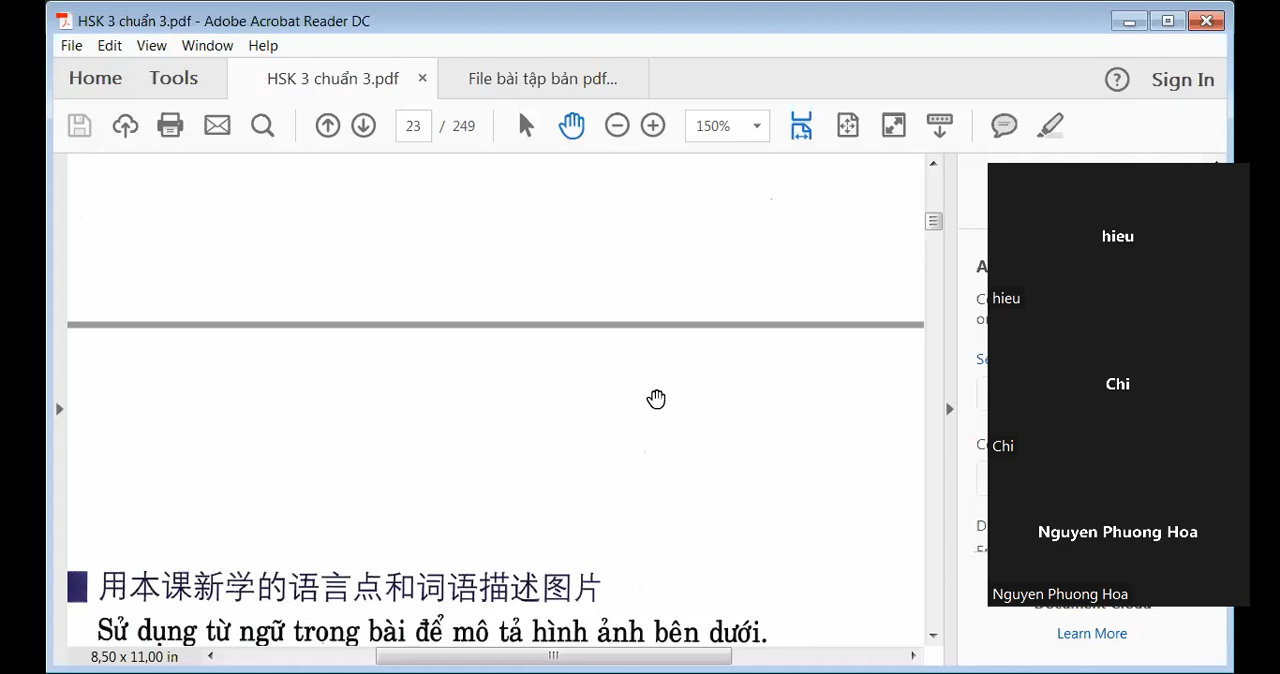 HSK 3 chuẩn 3.pdf - Adobe Acrobat Reader DC
File Edit View Window Help
Home Tools HSK 3 chuẩn 3.pdf × File bài tập bản pdf... ? Sign In
23 / 249 150%
hieu
hieu
Chi
Chi
Nguyen Phuong Hoa
Nguyen Phuong Hoa
用本课新学的语言点和词语描述图片
Sử dụng từ ngữ trong bài để mô tả hình ảnh bên dưới.
Learn More
8,50 x 11,00 in